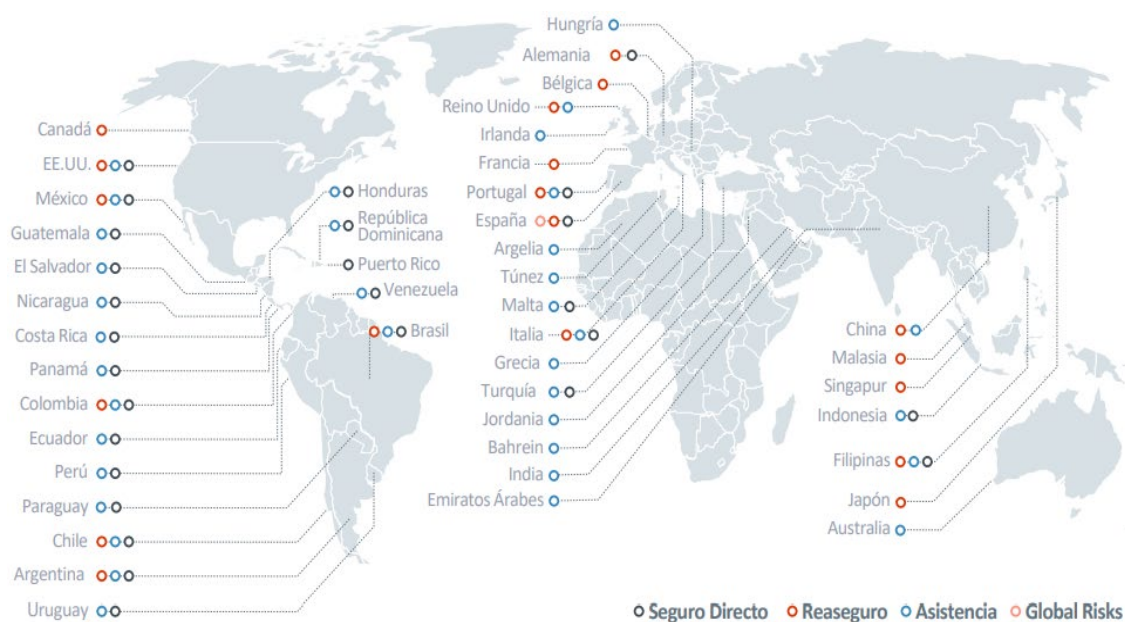 Canadá
EE.UU.
México
Guatemala
El Salvador
Nicaragua
Costa Rica
Panamá
Colombia
Ecuador
Perú
Paraguay
Chile
Argentina
Uruguay
Honduras
República
Dominicana
Puerto Rico
Venezuela
Brasil
Hungría
Alemania
Bélgica
Reino Unido
Irlanda
Francia
Portugal
España
Argelia
Túnez
Malta
Italia
Grecia
Turquía
Jordania
Bahrein
India
Emiratos Árabes
China
Malasia
Singapur
Indonesia
Filipinas
Japón
Australia
Seguro Directo Reaseguro Asistencia Global Risks